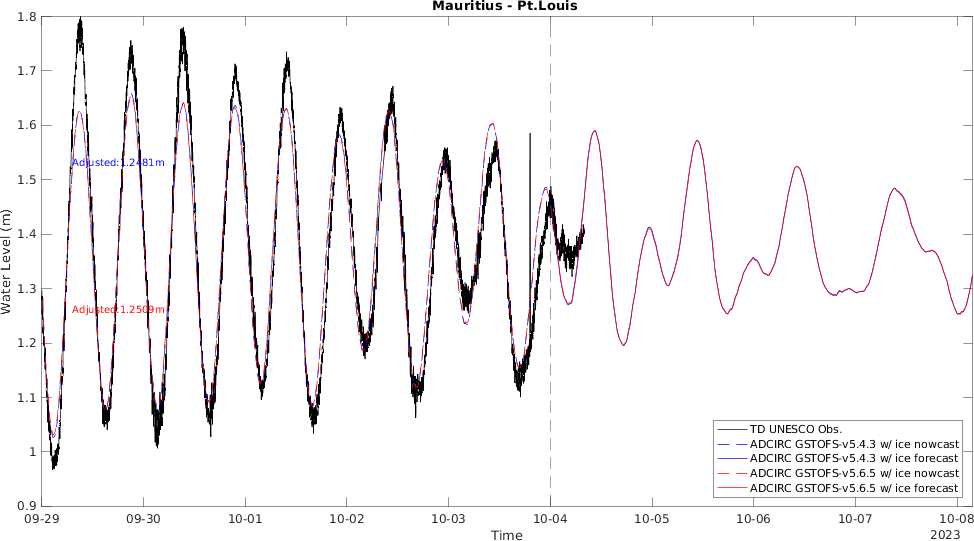 Mauritius - Pt.Louis
1.8
1.7
1.6
1.5
1.4
1.3
1.2
1.1
1
0.9
Water Level (m)
Adjusted:1.2481m
Adjusted:1.2509m
TD UNESCO Obs.
ADCIRC GSTOFS-v5.4.3 w/ ice nowcast
ADCIRC GSTOFS-v5.4.3 w/ ice forecast
ADCIRC GSTOFS-v5.6.5 w/ ice nowcast
ADCIRC GSTOFS-v5.6.5 w/ ice forecast
09-29 09-30 10-01 10-02 10-03 10-04 10-05 10-06 10-07 10-08
2023
Time